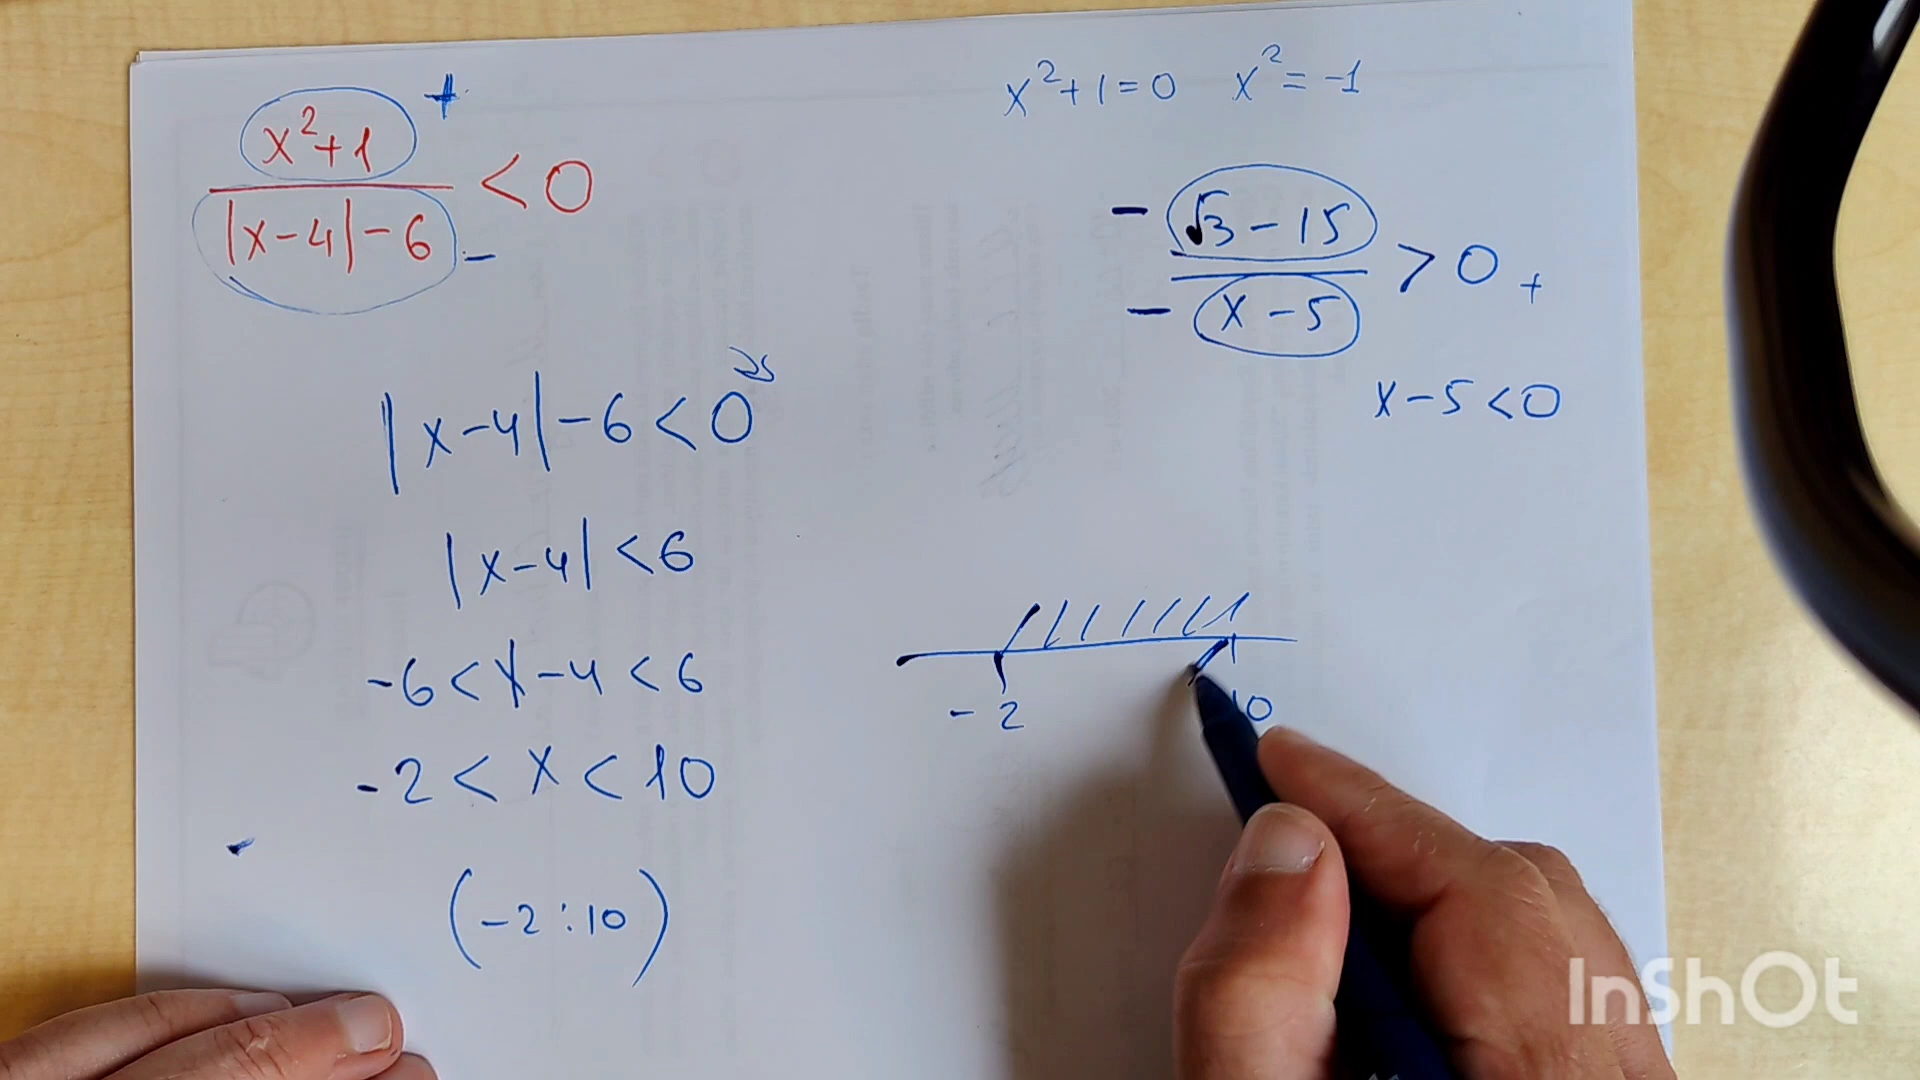 x²+1 +
|x-4|-6 - < 0
|x-4|-6<0
|x-4|<6
-6<x-4<6
-2<x<10
(-2:10)
x²+1=0 x²=-1
- √3-15
- x-5 >0 +
x-5<0
-2 10
InShOt